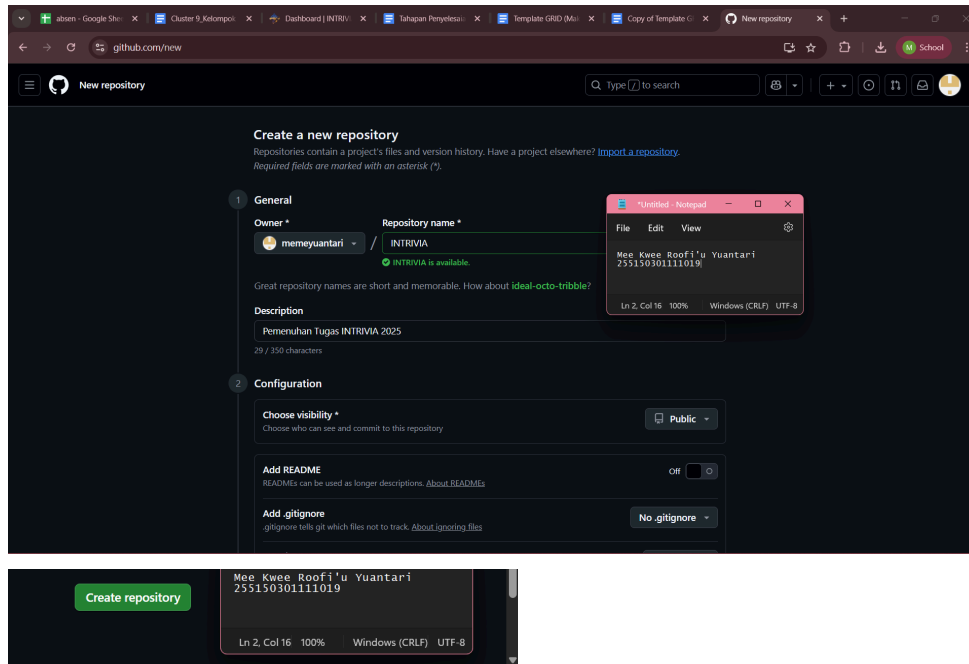 absen - Google She
Cluster 9_Kelompok
Dashboard | INTRIVI
Tahapan Penyelesai
Template GRID (Mal
Copy of Template G
New repository
github.com/new
School
New repository
Type / to search
Create a new repository
Repositories contain a project's files and version history. Have a project elsewhere? Import a repository.
Required fields are marked with an asterisk (*).
1 General
Owner * Repository name *
memeyuantari / INTRIVIA
INTRIVIA is available.
Great repository names are short and memorable. How about ideal-octo-tribble?
Description
Pemenuhan Tugas INTRIVIA 2025
29 / 350 characters
*Untitled - Notepad
File Edit View
Mee Kwee Roofi'u Yuantari
255150301111019
Ln 2, Col 16 100% Windows (CRLF) UTF-8
2 Configuration
Choose visibility * Public
Choose who can see and commit to this repository
Add README Off
READMEs can be used as longer descriptions. About READMEs
Add .gitignore No .gitignore
.gitignore tells git which files not to track. About ignoring files
Create repository
Mee Kwee Roofi'u Yuantari
255150301111019
Ln 2, Col 16 100% Windows (CRLF) UTF-8